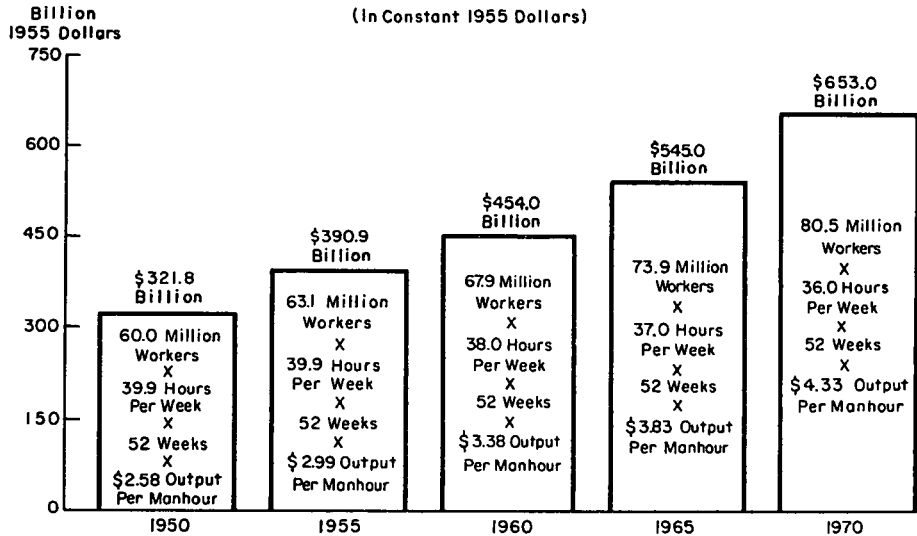 Billion
1955 Dollars
(In Constant 1955 Dollars)
750
600
450
300
150
0
$321.8
Billion
60.0 Million
Workers
X
39.9 Hours
Per Week
X
52 Weeks
X
$2.58 Output
Per Manhour
1950
$390.9
Billion
63.1 Million
Workers
X
39.9 Hours
Per Week
X
52 Weeks
X
$2.99 Output
Per Manhour
1955
$454.0
Billion
67.9 Million
Workers
X
38.0 Hours
Per Week
X
52 Weeks
X
$3.38 Output
Per Manhour
1960
$545.0
Billion
73.9 Million
Workers
X
37.0 Hours
Per Week
X
52 Weeks
X
$3.83 Output
Per Manhour
1965
$653.0
Billion
80.5 Million
Workers
X
36.0 Hours
Per Week
X
52 Weeks
X
$4.33 Output
Per Manhour
1970